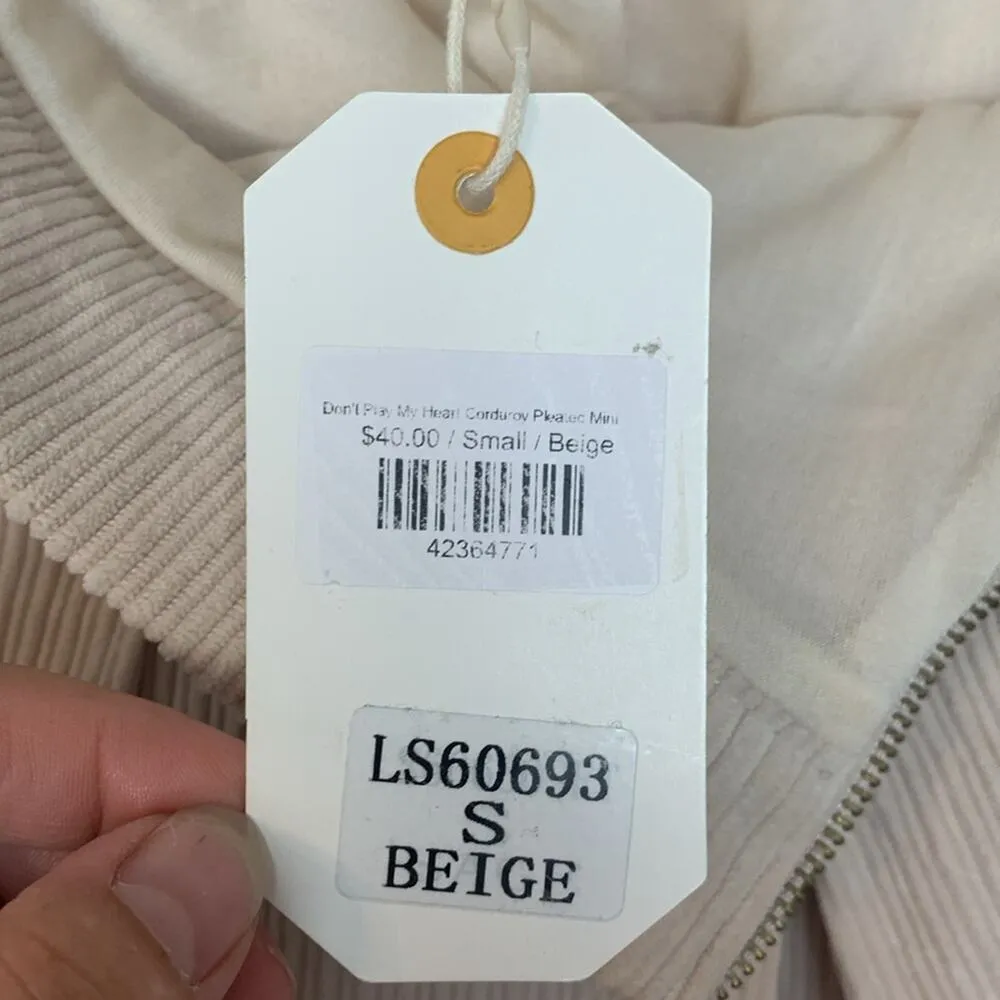 Don't Play My Heart Corduroy Pleated Mini
$40.00 / Small / Beige
42364771
LS60693
S
BEIGE